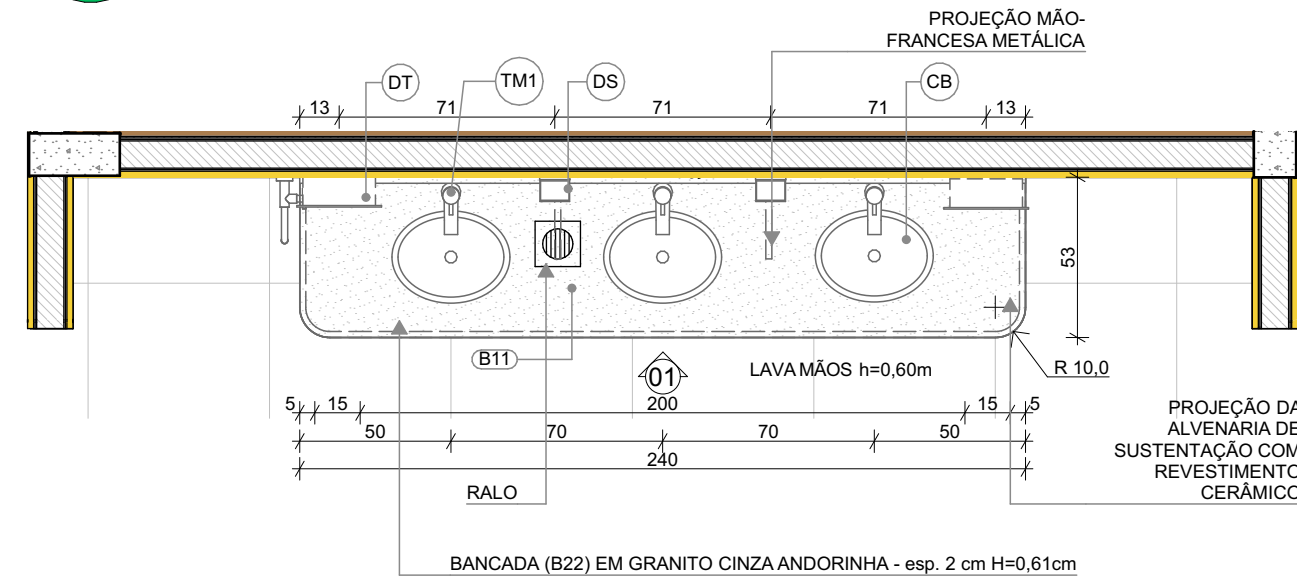 PROJEÇÃO MÃO-
FRANCESA METÁLICA
DT
TM1
DS
CB
13
71
71
71
13
53
B11
01
LAVA MÃOS h=0,60m
R 10,0
5
15
200
15
5
50
70
70
50
240
PROJEÇÃO DA
ALVENARIA DE
SUSTENTAÇÃO COM
REVESTIMENTO
CERÂMICO
RALO
BANCADA (B22) EM GRANITO CINZA ANDORINHA - esp. 2 cm H=0,61cm